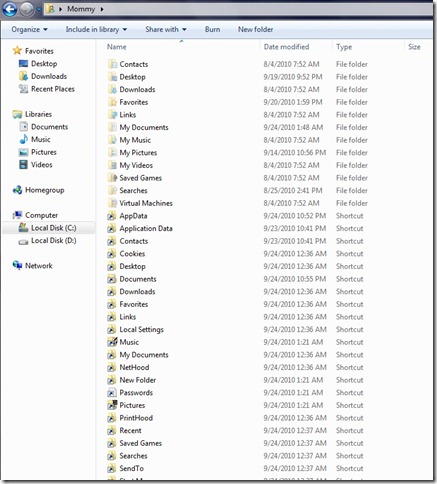 Mommy
Organize Include in library Share with Burn New folder
Name Date modified Type Size
Favorites
Desktop
Downloads
Recent Places
Libraries
Documents
Music
Pictures
Videos
Homegroup
Computer
Local Disk (C:)
Local Disk (D:)
Network
Contacts 8/4/2010 7:52 AM File folder
Desktop 9/19/2010 9:52 PM File folder
Downloads 8/4/2010 7:52 AM File folder
Favorites 9/20/2010 1:59 PM File folder
Links 8/4/2010 7:52 AM File folder
My Documents 9/24/2010 1:48 AM File folder
My Music 8/4/2010 7:52 AM File folder
My Pictures 9/14/2010 10:56 PM File folder
My Videos 8/4/2010 7:52 AM File folder
Saved Games 8/4/2010 7:52 AM File folder
Searches 8/25/2010 2:41 PM File folder
Virtual Machines 8/4/2010 7:52 AM File folder
AppData 9/24/2010 10:52 PM Shortcut
Application Data 9/23/2010 10:41 PM Shortcut
Contacts 9/23/2010 10:41 PM Shortcut
Cookies 9/24/2010 12:36 AM Shortcut
Desktop 9/24/2010 12:36 AM Shortcut
Documents 9/24/2010 10:55 PM Shortcut
Downloads 9/24/2010 12:36 AM Shortcut
Favorites 9/24/2010 12:36 AM Shortcut
Links 9/24/2010 12:36 AM Shortcut
Local Settings 9/24/2010 12:36 AM Shortcut
Music 9/24/2010 1:21 AM Shortcut
My Documents 9/24/2010 12:36 AM Shortcut
NetHood 9/24/2010 12:36 AM Shortcut
New Folder 9/24/2010 1:21 AM Shortcut
Passwords 9/24/2010 1:21 AM Shortcut
Pictures 9/24/2010 1:21 AM Shortcut
PrintHood 9/24/2010 12:36 AM Shortcut
Recent 9/24/2010 12:37 AM Shortcut
Saved Games 9/24/2010 12:37 AM Shortcut
Searches 9/24/2010 12:37 AM Shortcut
SendTo 9/24/2010 12:37 AM Shortcut